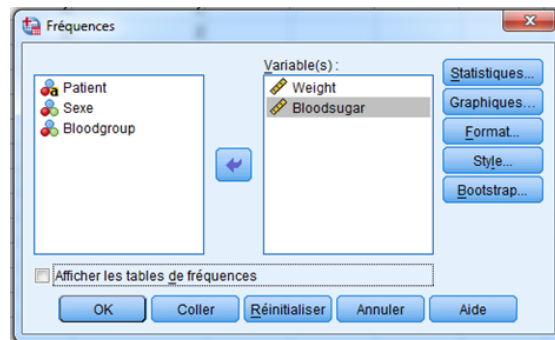 Fréquences
Variable(s) :
Patient
Sexe
Bloodgroup
Weight
Bloodsugar
Statistiques...
Graphiques...
Format...
Style...
Bootstrap...
Afficher les tables de fréquences
OK Coller Réinitialiser Annuler Aide